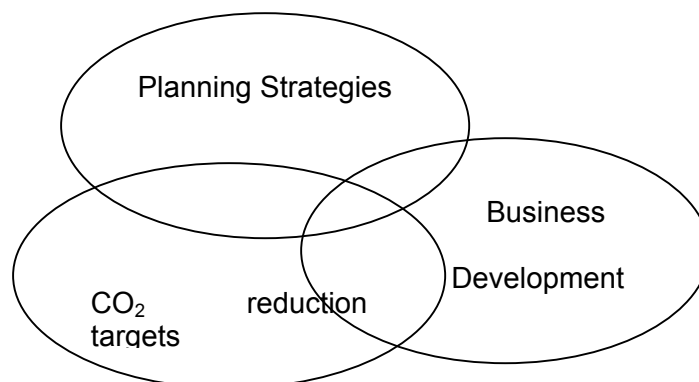 Planning Strategies
Business
Development
CO₂ reduction
targets